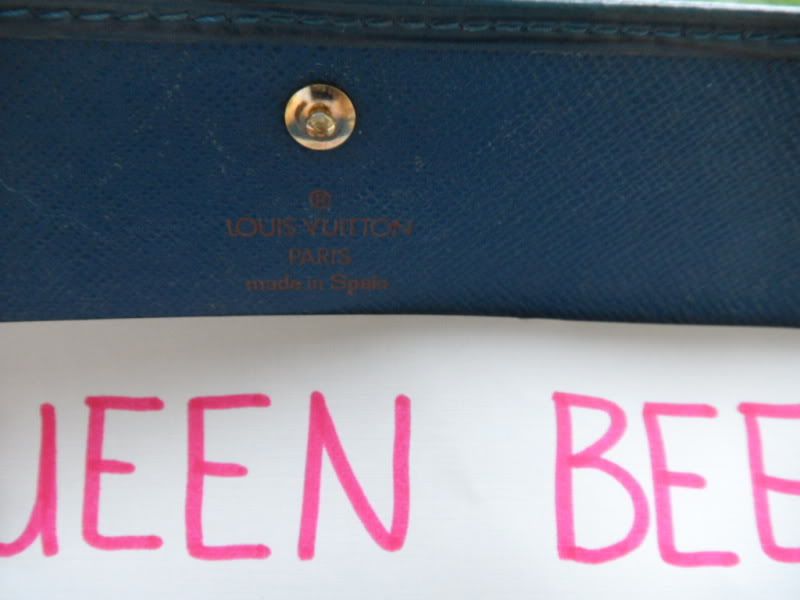 ®
LOUIS VUITTON
PARIS
made in Spain
UEEN BEE